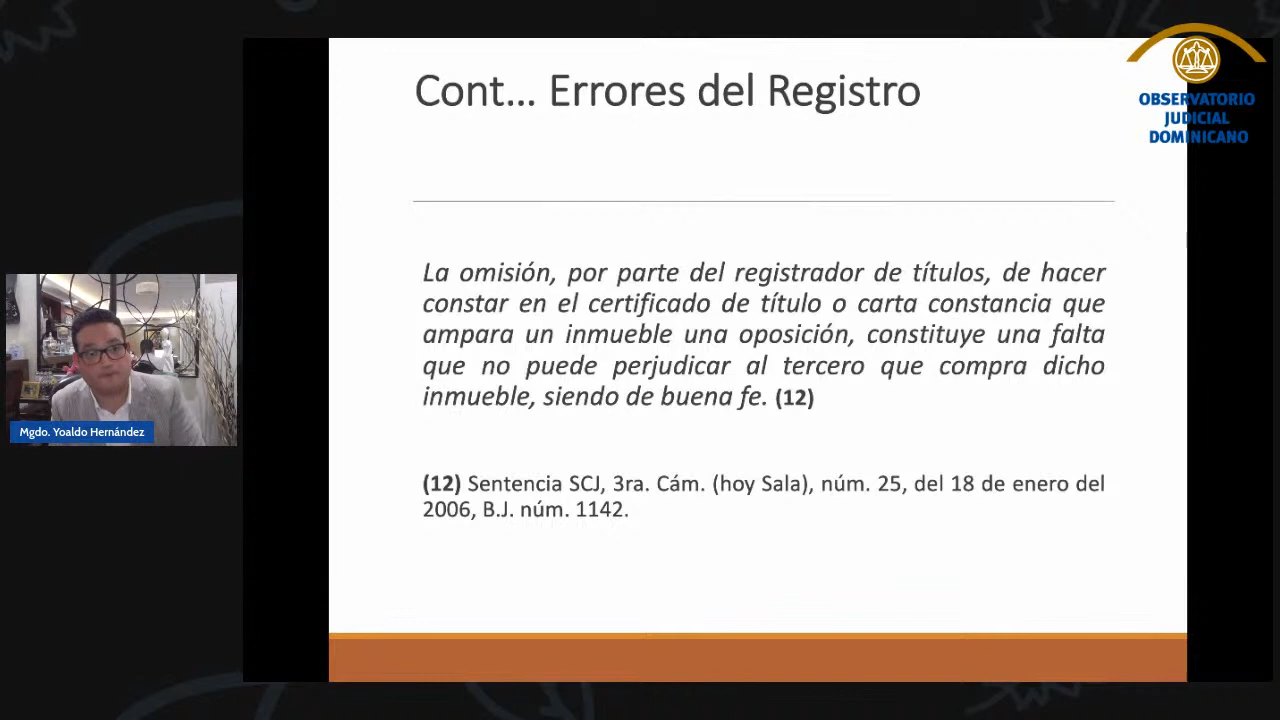 Cont... Errores del Registro
OBSERVATORIO
JUDICIAL
DOMINICANO
La omisión, por parte del registrador de títulos, de hacer
constar en el certificado de título o carta constancia que
ampara un inmueble una oposición, constituye una falta
que no puede perjudicar al tercero que compra dicho
inmueble, siendo de buena fe. (12)
Mgdo. Yoaldo Hernández
(12) Sentencia SCJ, 3ra. Cám. (hoy Sala), núm. 25, del 18 de enero del
2006, B.J. núm. 1142.